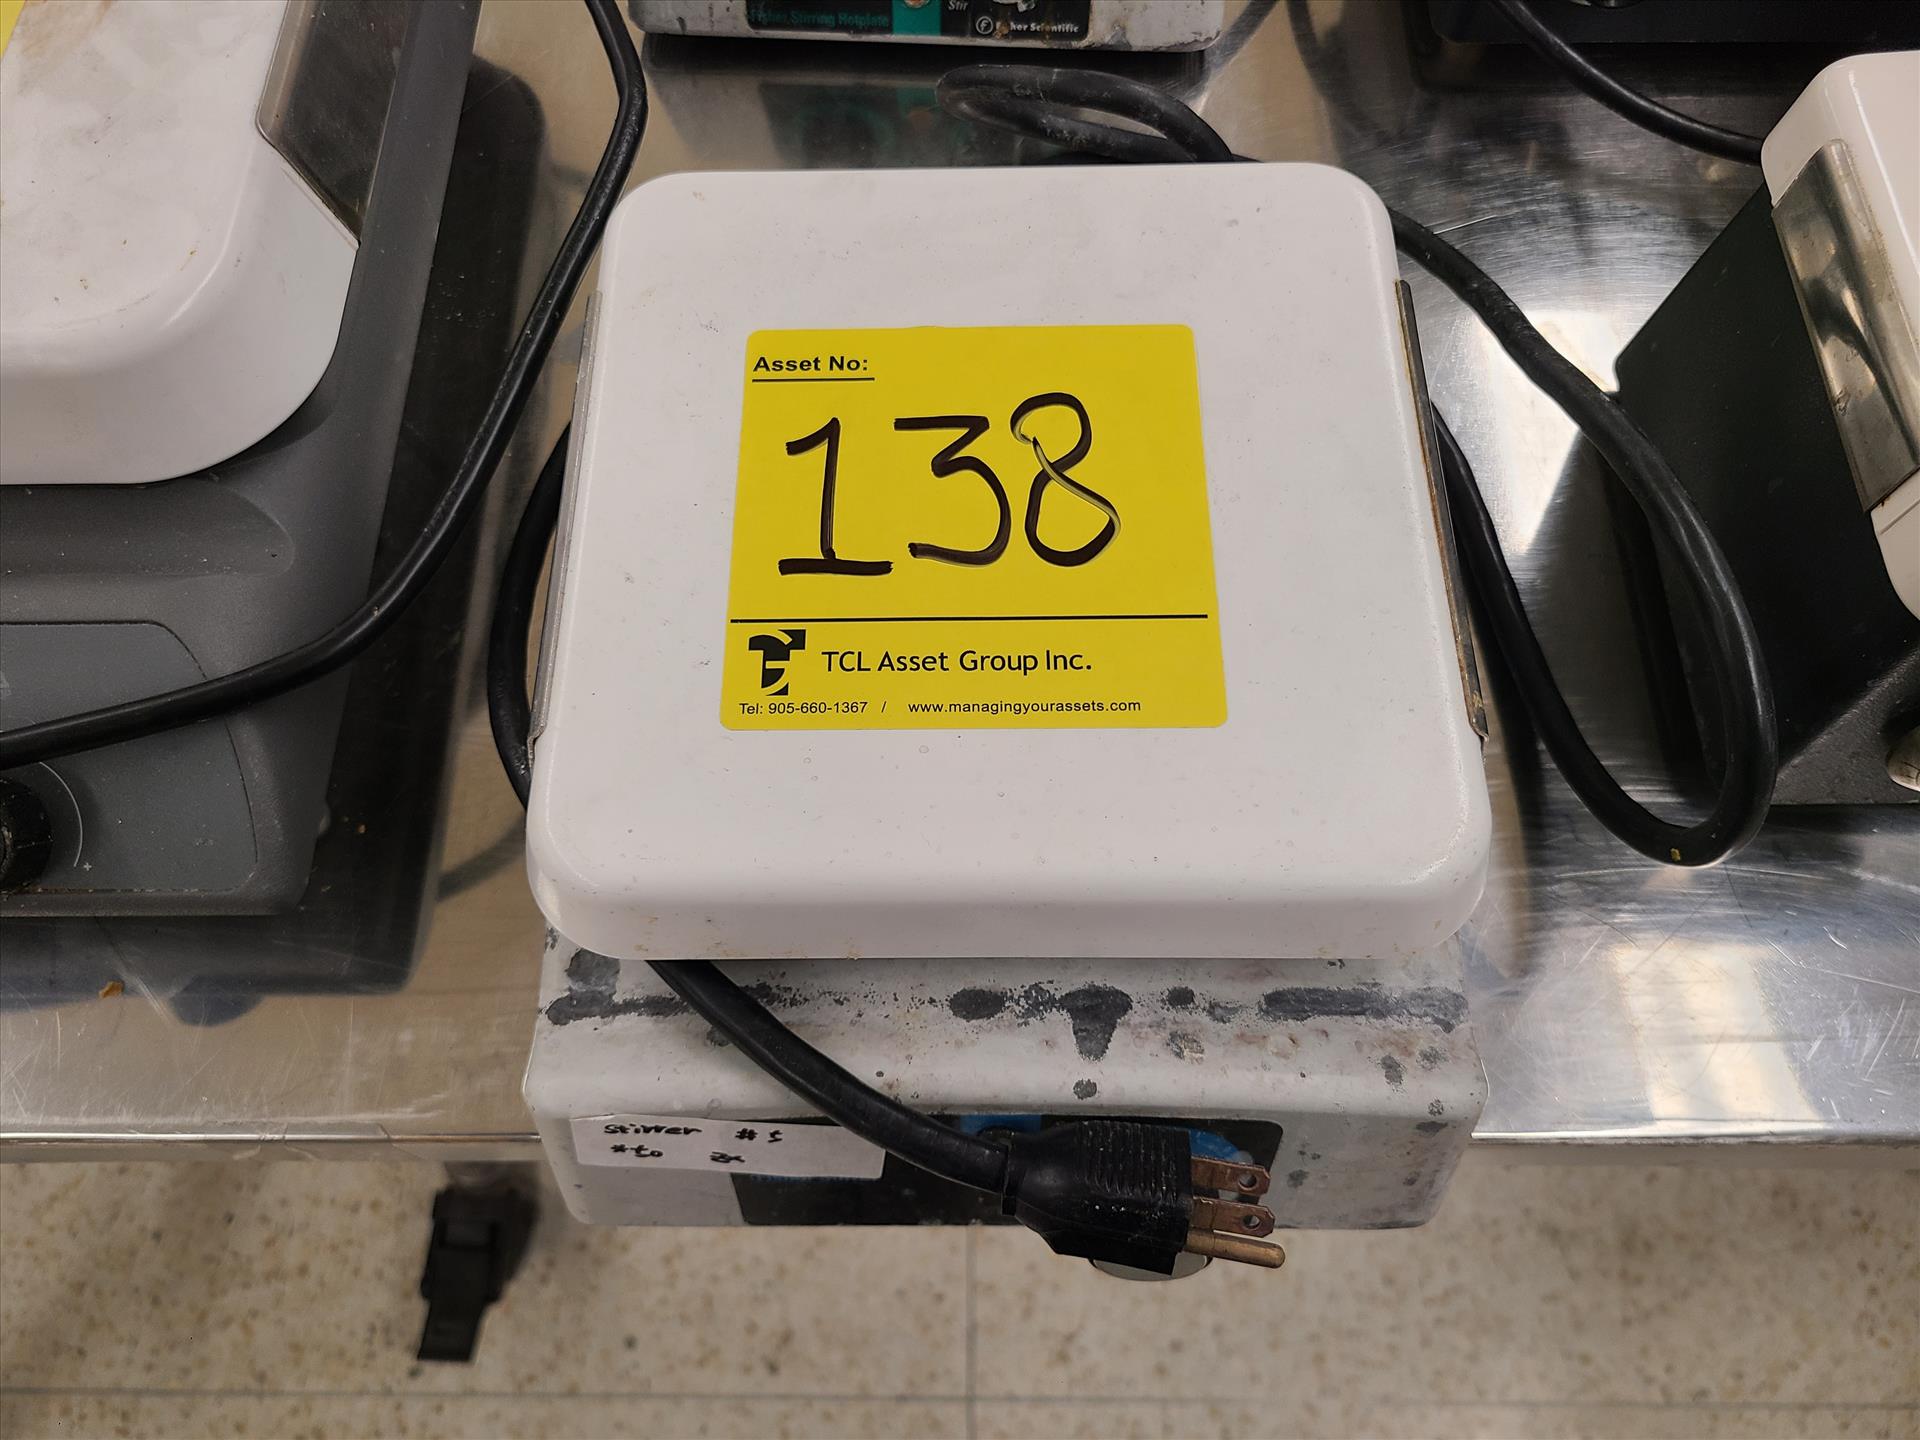 Fisher Stirring Hotplate
Stir
Fisher Scientific
Asset No:
138
TCL Asset Group Inc.
Tel: 905-660-1367 / www.managingyourassets.com
Stirrer #5